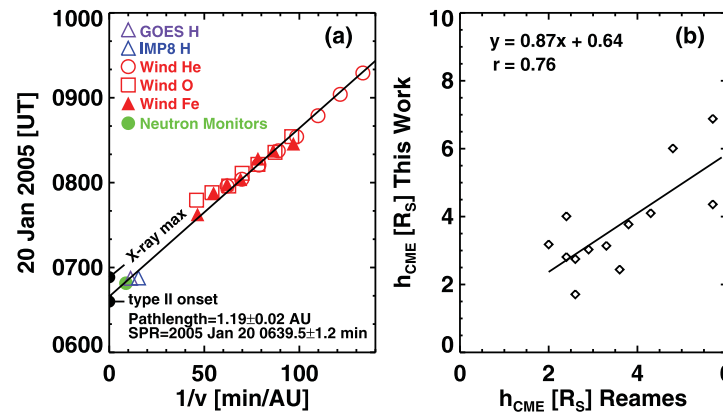 1000
0900
0800
0700
0600
20 Jan 2005 [UT]
(a)
GOES H
IMP8 H
Wind He
Wind O
Wind Fe
Neutron Monitors
X-ray max
type II onset
Pathlength=1.19±0.02 AU
SPR=2005 Jan 20 0639.5±1.2 min
0 50 100
1/v [min/AU]
(b)
y = 0.87x + 0.64
r = 0.76
10
8
6
4
2
0
hCME [RS] This Work
0 2 4 6
hCME [RS] Reames